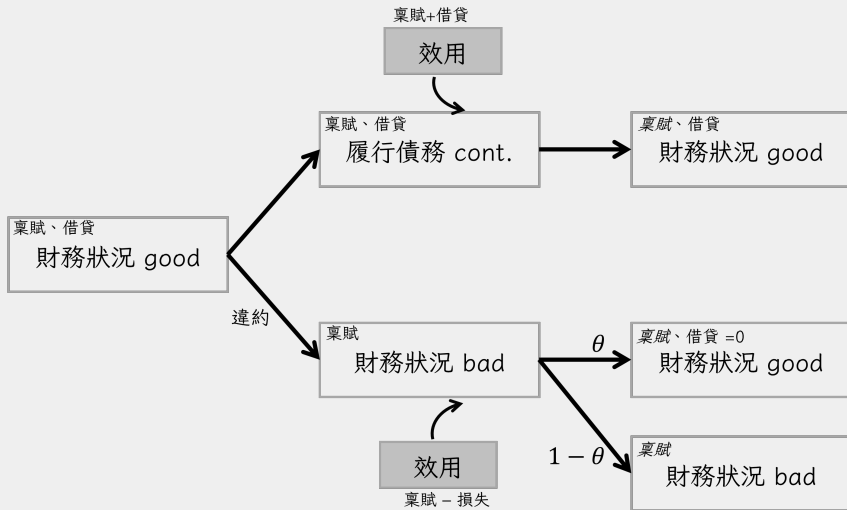 稟賦+借貸
效用
稟賦、借貸
履行債務 cont.
稟賦、借貸
財務狀況 good
稟賦、借貸
財務狀況 good
違約
稟賦
財務狀況 bad
θ
稟賦、借貸 =0
財務狀況 good
1 − θ
稟賦
財務狀況 bad
效用
稟賦 – 損失